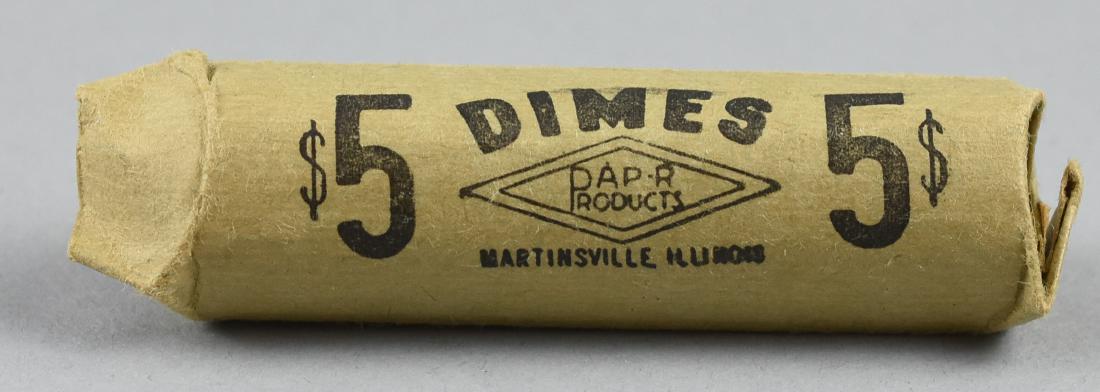 $5 DIMES 5$
PAP-R
PRODUCTS
MARTINSVILLE, ILLINOIS